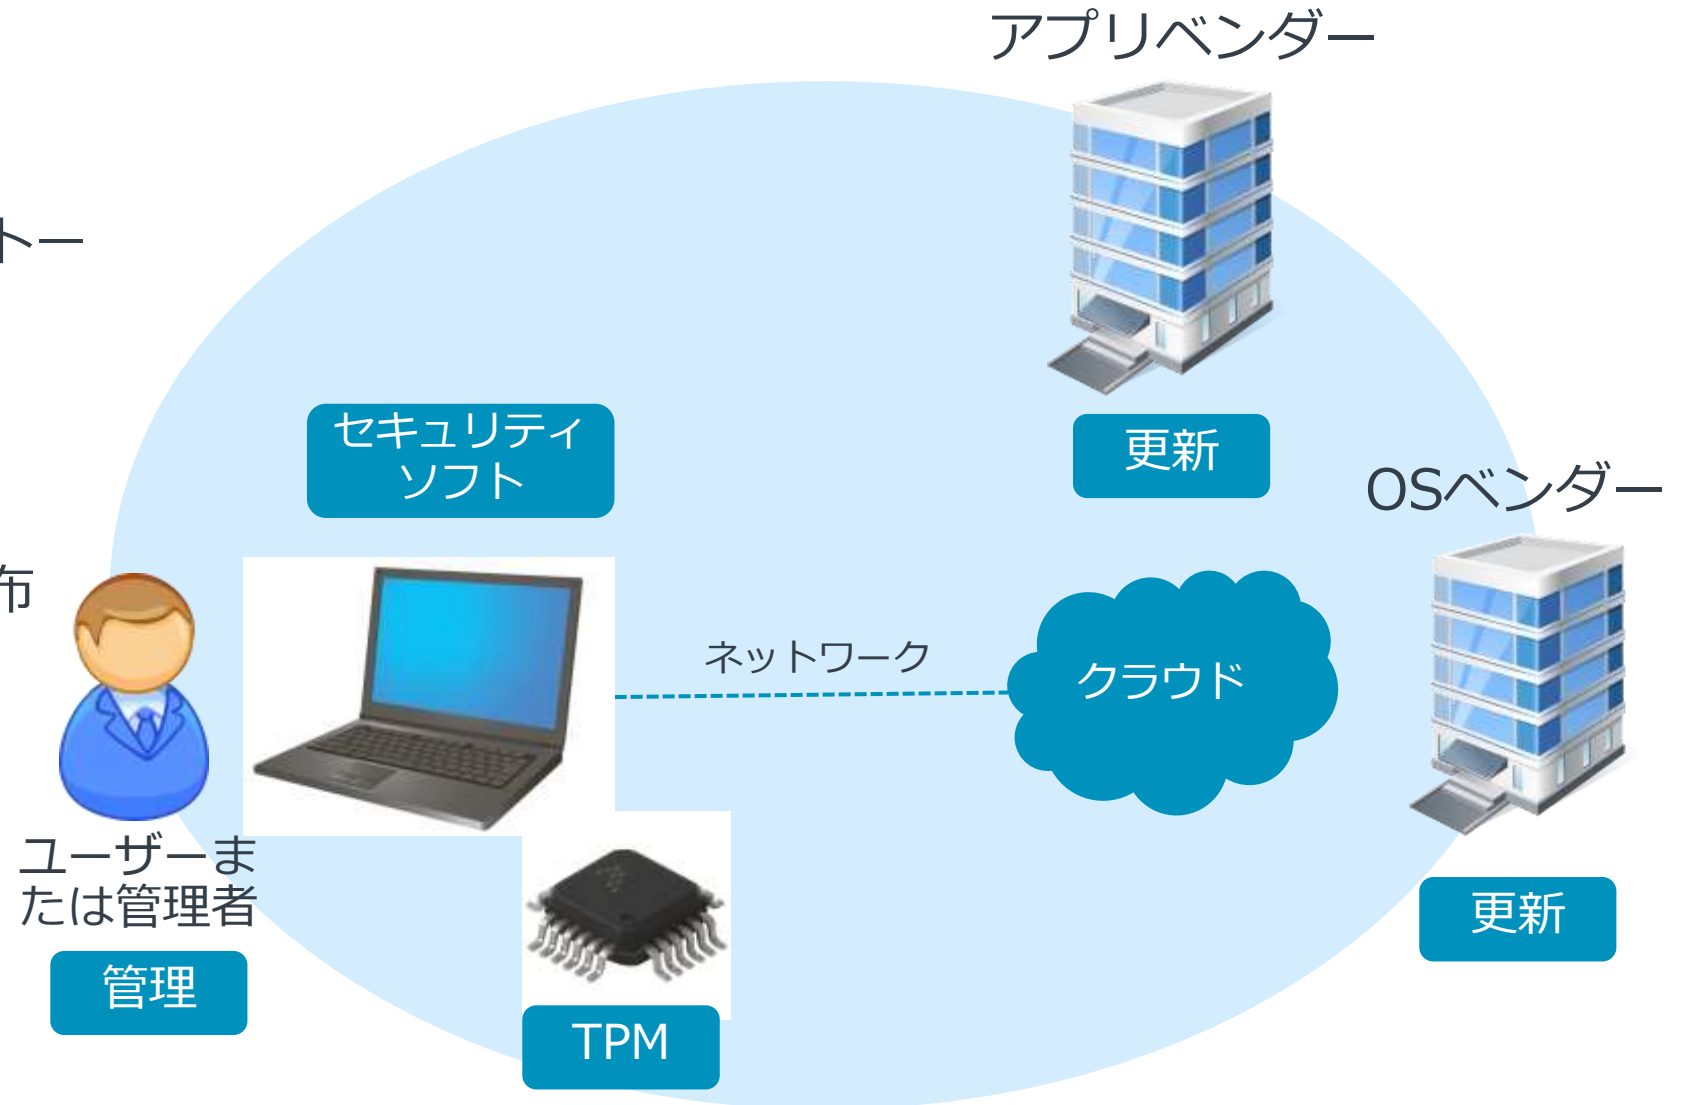 アプリベンダー
トー
セキュリティ
ソフト
更新
OSベンダー
布
ネットワーク
クラウド
ユーザーま
たは管理者
更新
管理
TPM